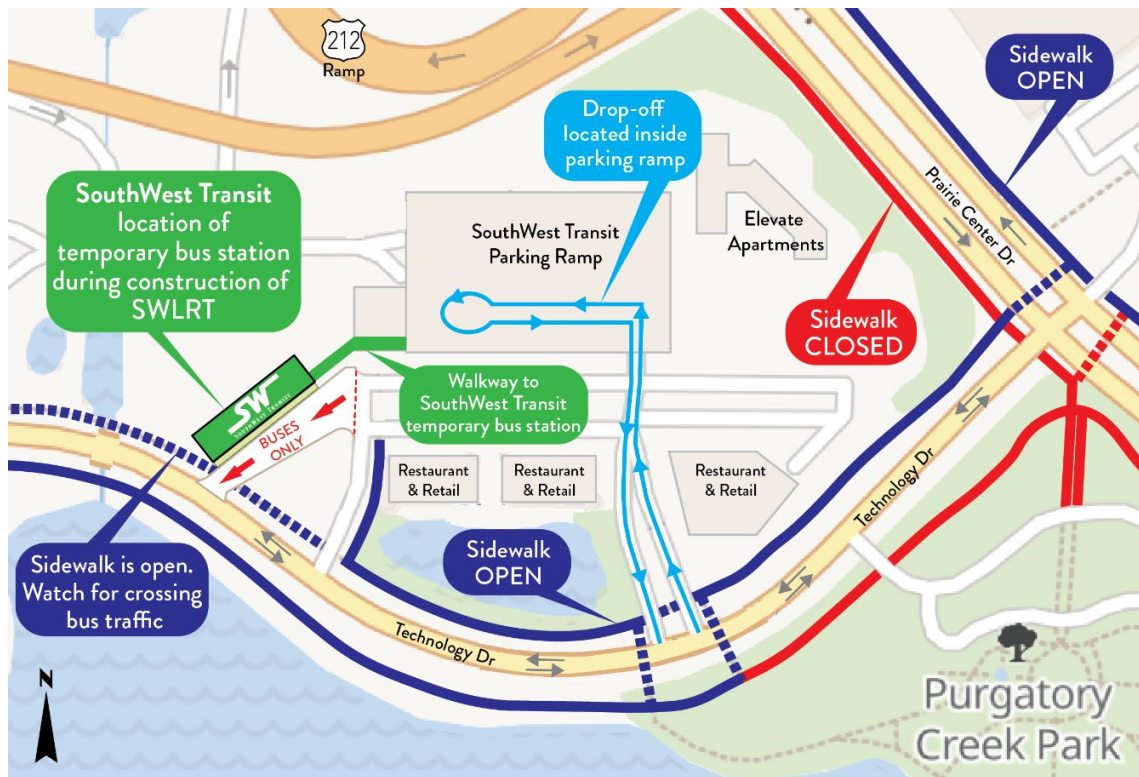 212
Ramp
Sidewalk
OPEN
Drop-off
located inside
parking ramp
SouthWest Transit
location of
temporary bus station
during construction of
SWLRT
Prairie Center Dr
SouthWest Transit
Parking Ramp
Elevate
Apartments
Sidewalk
CLOSED
SW
SOUTHWEST TRANSIT
BUSES
ONLY
Walkway to
SouthWest Transit
temporary bus station
Restaurant
& Retail
Restaurant
& Retail
Restaurant
& Retail
Technology Dr
Sidewalk is open.
Watch for crossing
bus traffic
Sidewalk
OPEN
Technology Dr
N
Purgatory
Creek Park